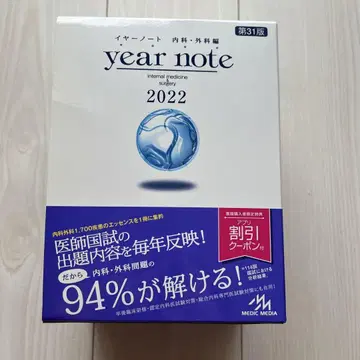 イヤーノート 内科・外科編
第31版
year note
internal medicine
surgery
2022
内科外科1,700疾患のエッセンスを1冊に集約
医師国試の
出題内容を毎年反映!
だから
内科・外科問題の
94%が解ける!
アプリ
割引
クーポン付
MEDIC MEDIA